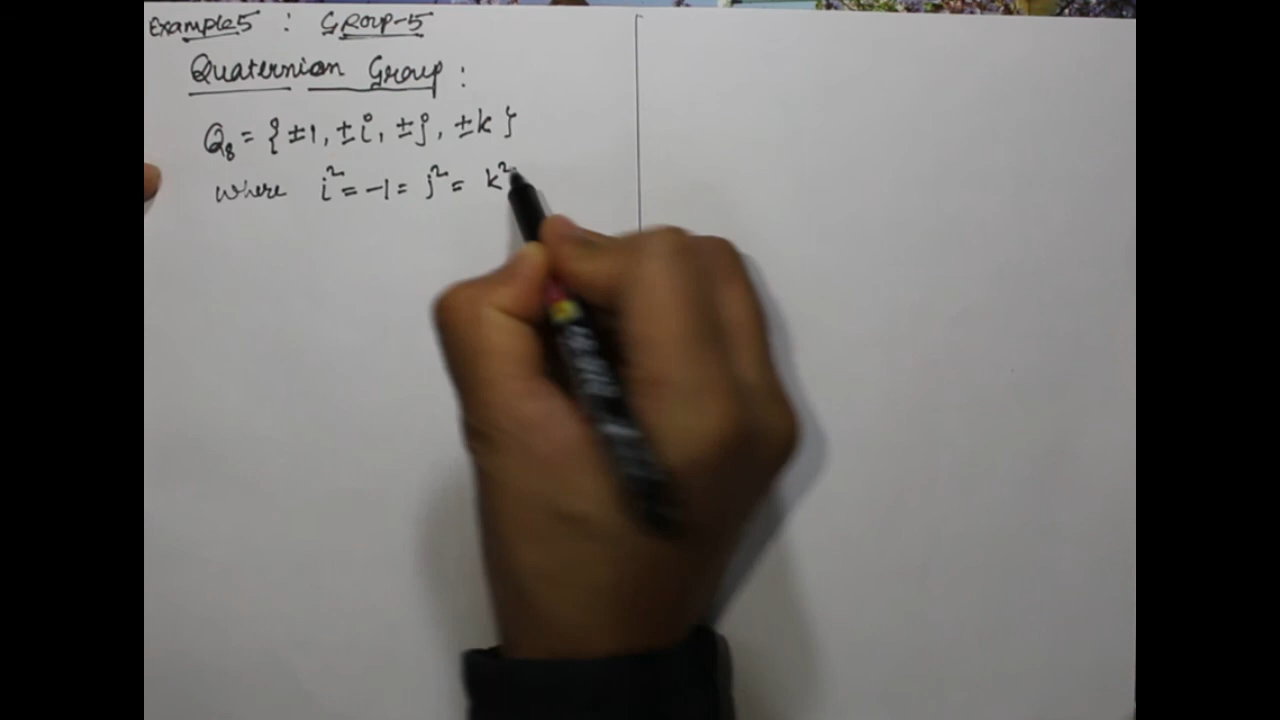 Example5 : GROUP-5
Quaternion Group :
Q₈ = { ±1, ±i, ±j, ±k }
where i² = -1 = j² = k²